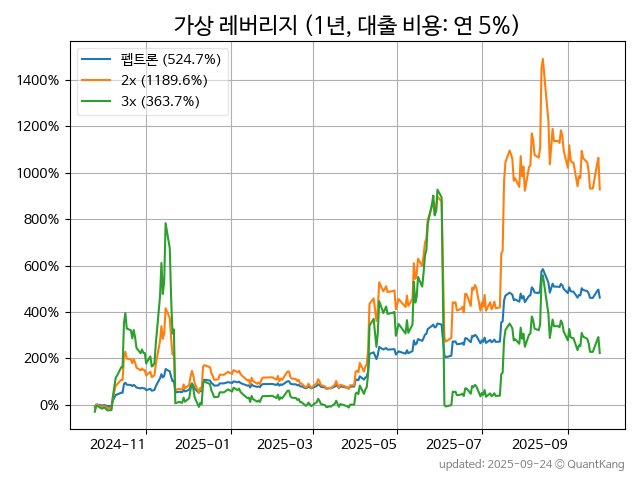 가상 레버리지 (1년, 대출 비용: 연 5%)
펩트론 (524.7%)
2x (1189.6%)
3x (363.7%)
1400%
1200%
1000%
800%
600%
400%
200%
0%
2024-11 2025-01 2025-03 2025-05 2025-07 2025-09
updated: 2025-09-24 © QuantKang